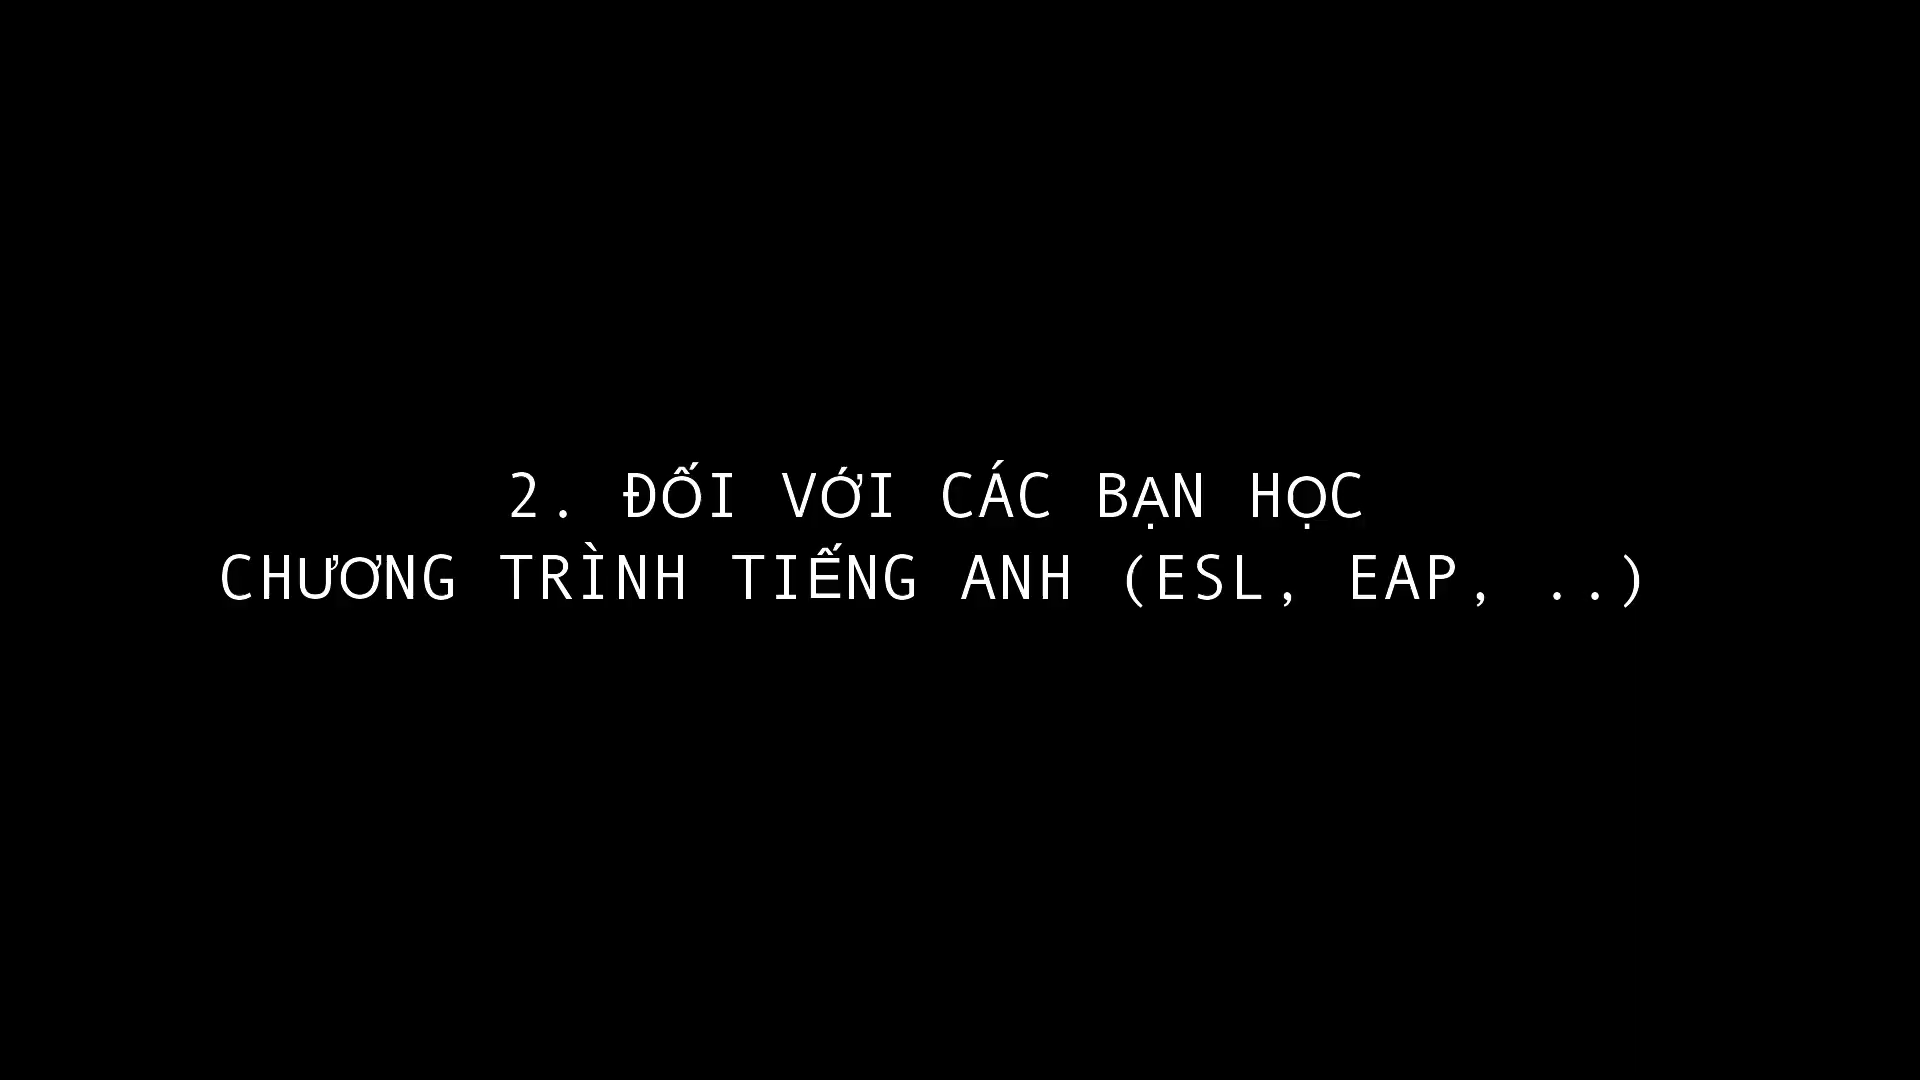 2. ĐỐI VỚI CÁC BẠN HỌC
CHƯƠNG TRÌNH TIẾNG ANH (ESL, EAP, ..)